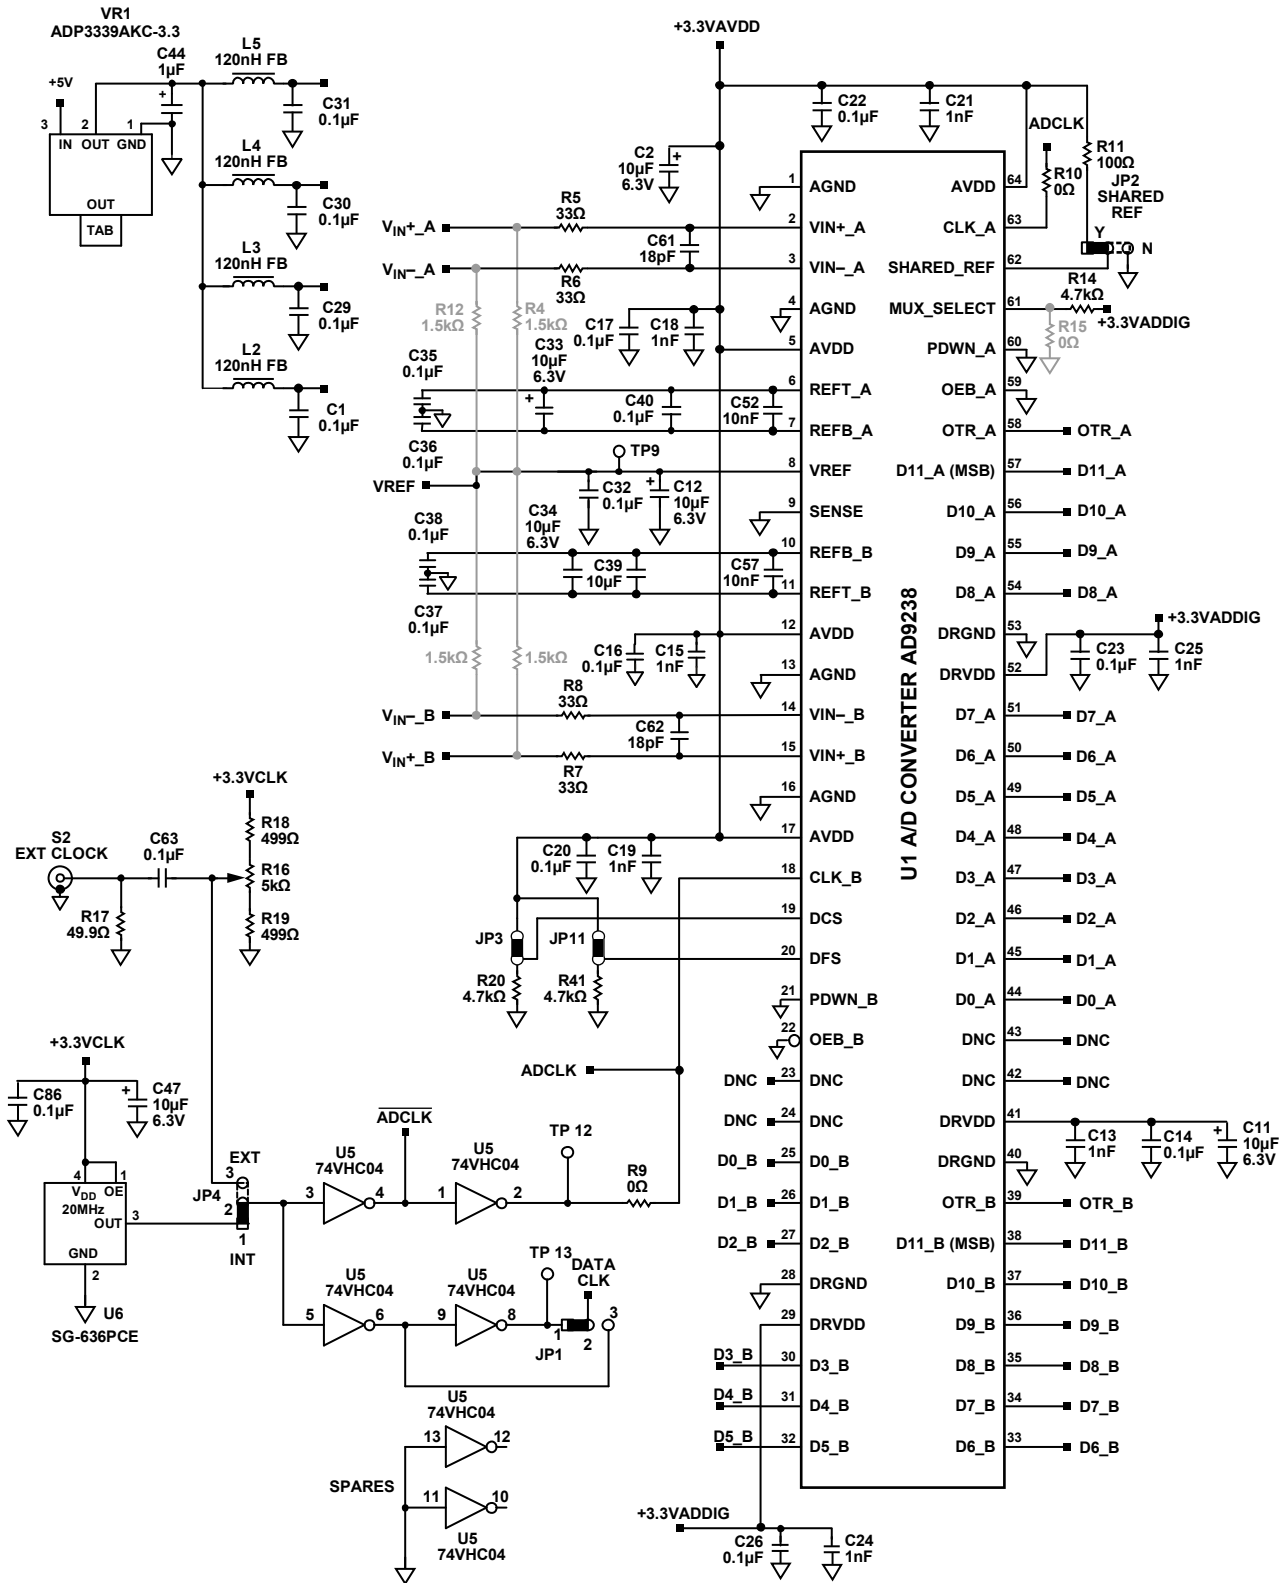 VR1
ADP3339AKC-3.3
C44
1µF
+5V
3
2
1
IN
OUT
GND
OUT
TAB
L5
120nH FB
C31
0.1µF
L4
120nH FB
C30
0.1µF
L3
120nH FB
C29
0.1µF
L2
120nH FB
C1
0.1µF
+3.3VAVDD
C22
0.1µF
C21
1nF
ADCLK
R11
100Ω
R10
0Ω
JP2
SHARED
REF
Y
N
C2
10µF
6.3V
+
VIN+_A
R5
33Ω
C61
18pF
VIN–_A
R6
33Ω
R12
1.5kΩ
R4
1.5kΩ
C17
0.1µF
C18
1nF
C35
0.1µF
C33
10µF
6.3V
+
C40
0.1µF
C52
10nF
C36
0.1µF
TP9
VREF
C32
0.1µF
+
C12
10µF
6.3V
C38
0.1µF
C34
10µF
6.3V
C39
10µF
C57
10nF
C37
0.1µF
C16
0.1µF
C15
1nF
1.5kΩ
1.5kΩ
R8
33Ω
VIN–_B
C62
18pF
VIN+_B
R7
33Ω
C20
0.1µF
C19
1nF
JP3
JP11
R20
4.7kΩ
R41
4.7kΩ
U1 A/D CONVERTER AD9238
1 AGND
2 VIN+_A
3 VIN–_A
4 AGND
5 AVDD
6 REFT_A
7 REFB_A
8 VREF
9 SENSE
10 REFB_B
11 REFT_B
12 AVDD
13 AGND
14 VIN–_B
15 VIN+_B
16 AGND
17 AVDD
18 CLK_B
19 DCS
20 DFS
21 PDWN_B
22 OEB_B
DNC 23 DNC
DNC 24 DNC
D0_B 25 D0_B
D1_B 26 D1_B
D2_B 27 D2_B
28 DRGND
29 DRVDD
D3_B 30 D3_B
D4_B 31 D4_B
D5_B 32 D5_B
AVDD 64
CLK_A 63
SHARED_REF 62
MUX_SELECT 61
R14
4.7kΩ
+3.3VADDIG
R15
0Ω
PDWN_A 60
OEB_A 59
OTR_A 58 OTR_A
D11_A (MSB) 57 D11_A
D10_A 56 D10_A
D9_A 55 D9_A
D8_A 54 D8_A
DRGND 53
DRVDD 52
+3.3VADDIG
C23
0.1µF
C25
1nF
D7_A 51 D7_A
D6_A 50 D6_A
D5_A 49 D5_A
D4_A 48 D4_A
D3_A 47 D3_A
D2_A 46 D2_A
D1_A 45 D1_A
D0_A 44 D0_A
DNC 43 DNC
DNC 42 DNC
DRVDD 41
C13
1nF
C14
0.1µF
+
C11
10µF
6.3V
DRGND 40
OTR_B 39 OTR_B
D11_B (MSB) 38 D11_B
D10_B 37 D10_B
D9_B 36 D9_B
D8_B 35 D8_B
D7_B 34 D7_B
D6_B 33 D6_B
+3.3VADDIG
C26
0.1µF
C24
1nF
+3.3VCLK
S2
EXT CLOCK
C63
0.1µF
R18
499Ω
R16
5kΩ
R17
49.9Ω
R19
499Ω
+3.3VCLK
C86
0.1µF
+
C47
10µF
6.3V
4
1
VDD
OE
20MHz
OUT
3
GND
2
U6
SG-636PCE
EXT
3
JP4
2
1
INT
ADCLK
ADCLK
U5
74VHC04
3
4
U5
74VHC04
1
2
TP 12
R9
0Ω
U5
74VHC04
5
6
U5
74VHC04
9
8
TP 13
DATA
CLK
1
2
3
JP1
U5
74VHC04
13
12
SPARES
11
10
U5
74VHC04